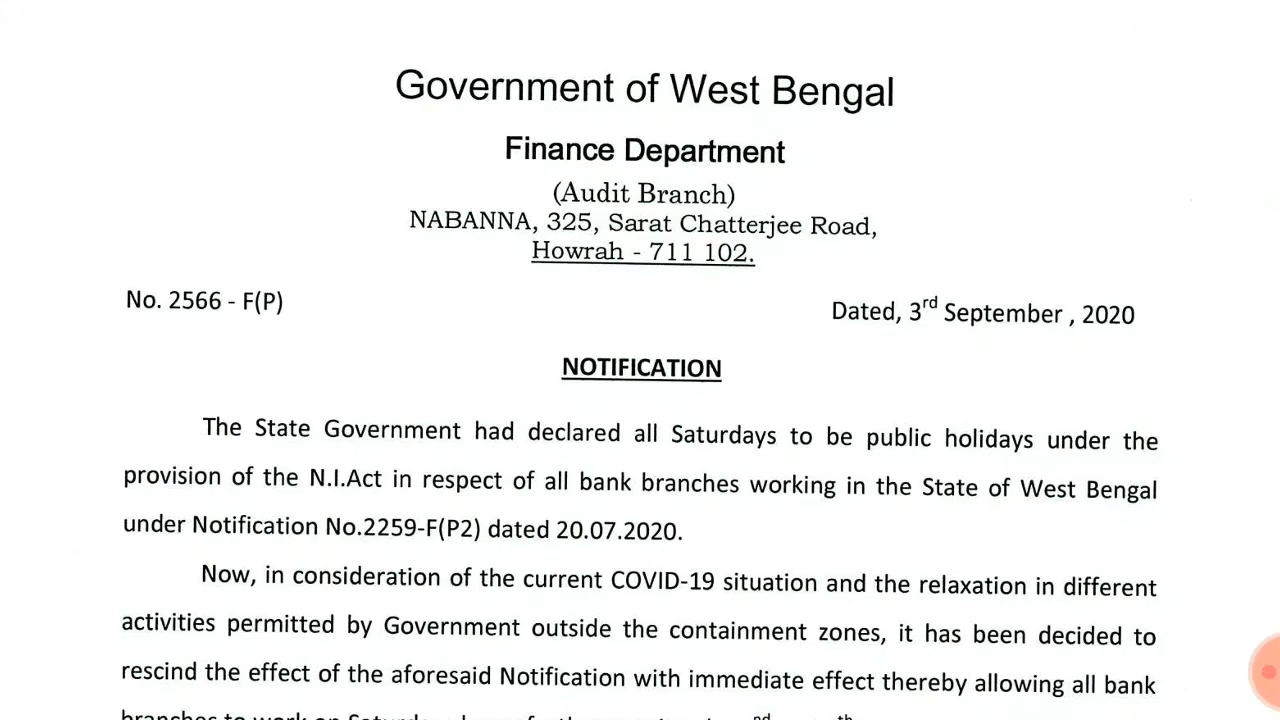 Government of West Bengal
Finance Department
(Audit Branch)
NABANNA, 325, Sarat Chatterjee Road,
Howrah - 711 102.
No. 2566 - F(P)
Dated, 3rd September , 2020
NOTIFICATION
The State Government had declared all Saturdays to be public holidays under the
provision of the N.I.Act in respect of all bank branches working in the State of West Bengal
under Notification No.2259-F(P2) dated 20.07.2020.
Now, in consideration of the current COVID-19 situation and the relaxation in different
activities permitted by Government outside the containment zones, it has been decided to
rescind the effect of the aforesaid Notification with immediate effect thereby allowing all bank
branches to work on